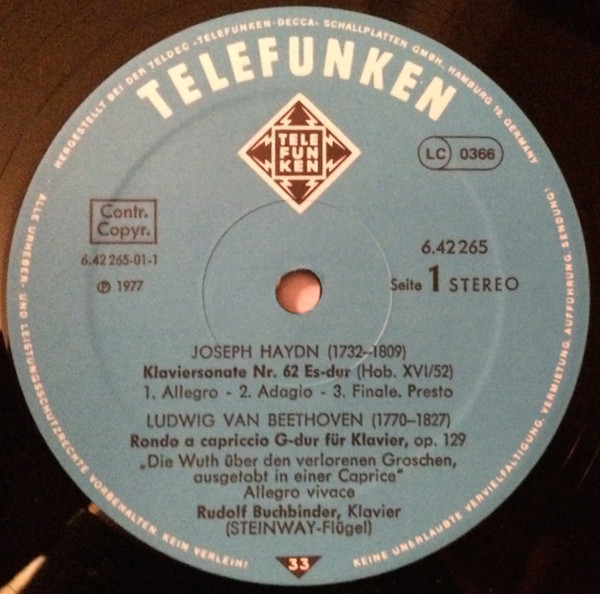 HERGESTELLT BEI DER TELDEC »TELEFUNKEN-DECCA« SCHALLPLATTEN GMBH, HAMBURG 19, GERMANY
TELEFUNKEN
TELE
FUN
KEN
LC 0366
Contr.
Copyr.
6.42 265-01-1
℗ 1977
6.42 265
Seite 1 STEREO
JOSEPH HAYDN (1732–1809)
Klaviersonate Nr. 62 Es-dur (Hob. XVI/52)
1. Allegro - 2. Adagio - 3. Finale. Presto
LUDWIG VAN BEETHOVEN (1770–1827)
Rondo a capriccio G-dur für Klavier, op. 129
„Die Wuth über den verlorenen Groschen,
ausgetobt in einer Caprice“
Allegro vivace
Rudolf Buchbinder, Klavier
(STEINWAY-Flügel)
33
ALLE URHEBER- UND LEISTUNGSSCHUTZRECHTE VORBEHALTEN. KEIN VERLEIH!
KEINE UNERLAUBTE VERVIELFÄLTIGUNG, VERMIETUNG, AUFFÜHRUNG, SENDUNG!